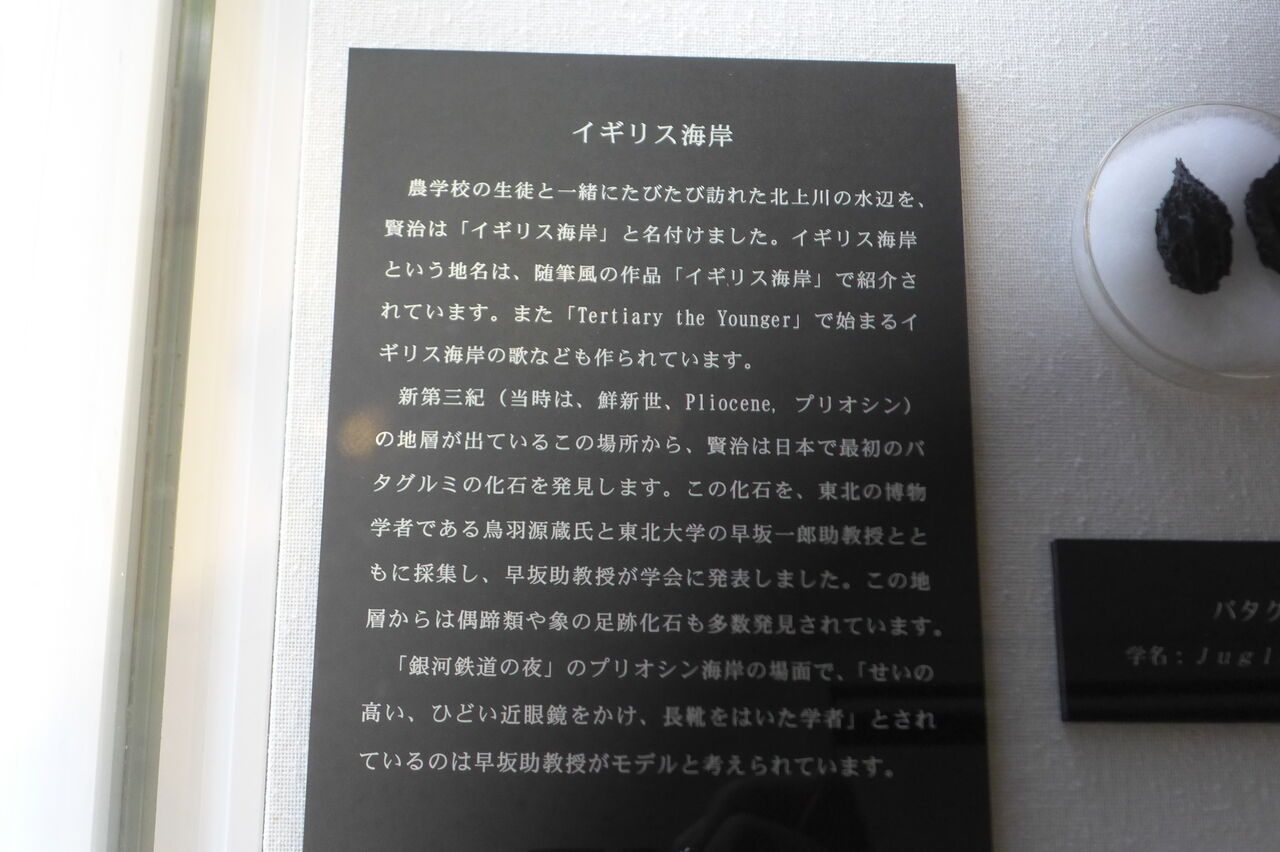 イギリス海岸
農学校の生徒と一緒にたびたび訪れた北上川の水辺を、
賢治は「イギリス海岸」と名付けました。イギリス海岸
という地名は、随筆風の作品「イギリス海岸」で紹介さ
れています。また「Tertiary the Younger」で始まるイ
ギリス海岸の歌なども作られています。
新第三紀（当時は、鮮新世、Pliocene, プリオシン）
の地層が出ているこの場所から、賢治は日本で最初のバ
タグルミの化石を発見します。この化石を、東北の博物
学者である鳥羽源蔵氏と東北大学の早坂一郎助教授とと
もに採集し、早坂助教授が学会に発表しました。この地
層からは偶蹄類や象の足跡化石も多数発見されています。
「銀河鉄道の夜」のプリオシン海岸の場面で、「せいの
高い、ひどい近眼鏡をかけ、長靴をはいた学者」とされ
ているのは早坂助教授がモデルと考えられています。
バタグ
学名：Jugl